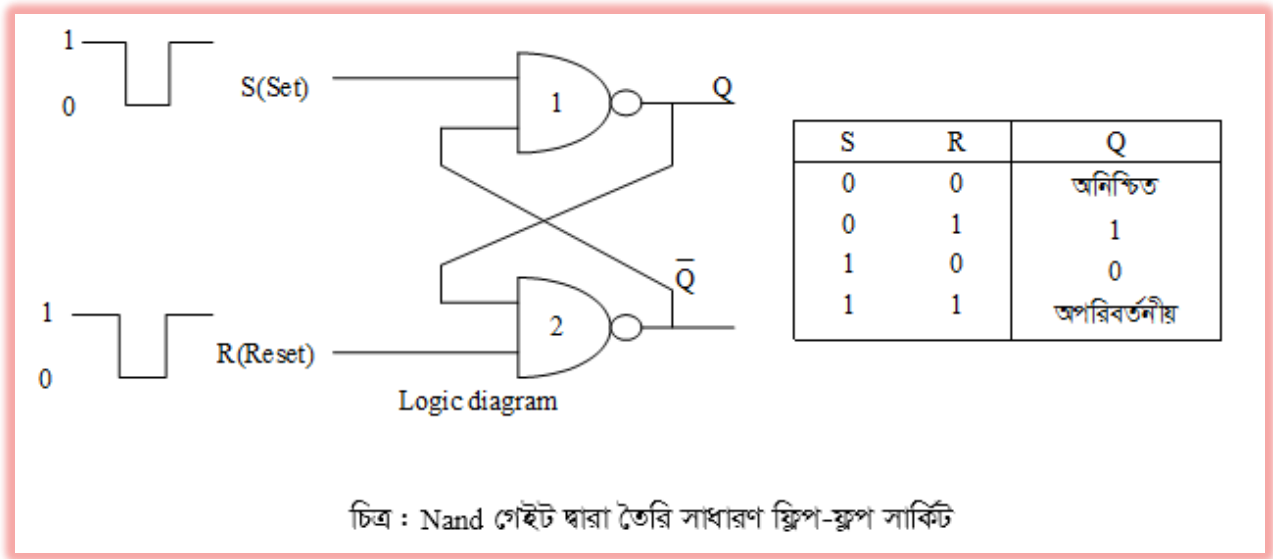 1
0
S(Set)
1
Q
1
0
R(Reset)
2
Q̅
Logic diagram
S R Q
0 0 অনিশ্চিত
0 1 1
1 0 0
1 1 অপরিবর্তনীয়
চিত্র : Nand গেইট দ্বারা তৈরি সাধারণ ফ্লিপ-ফ্লপ সার্কিট